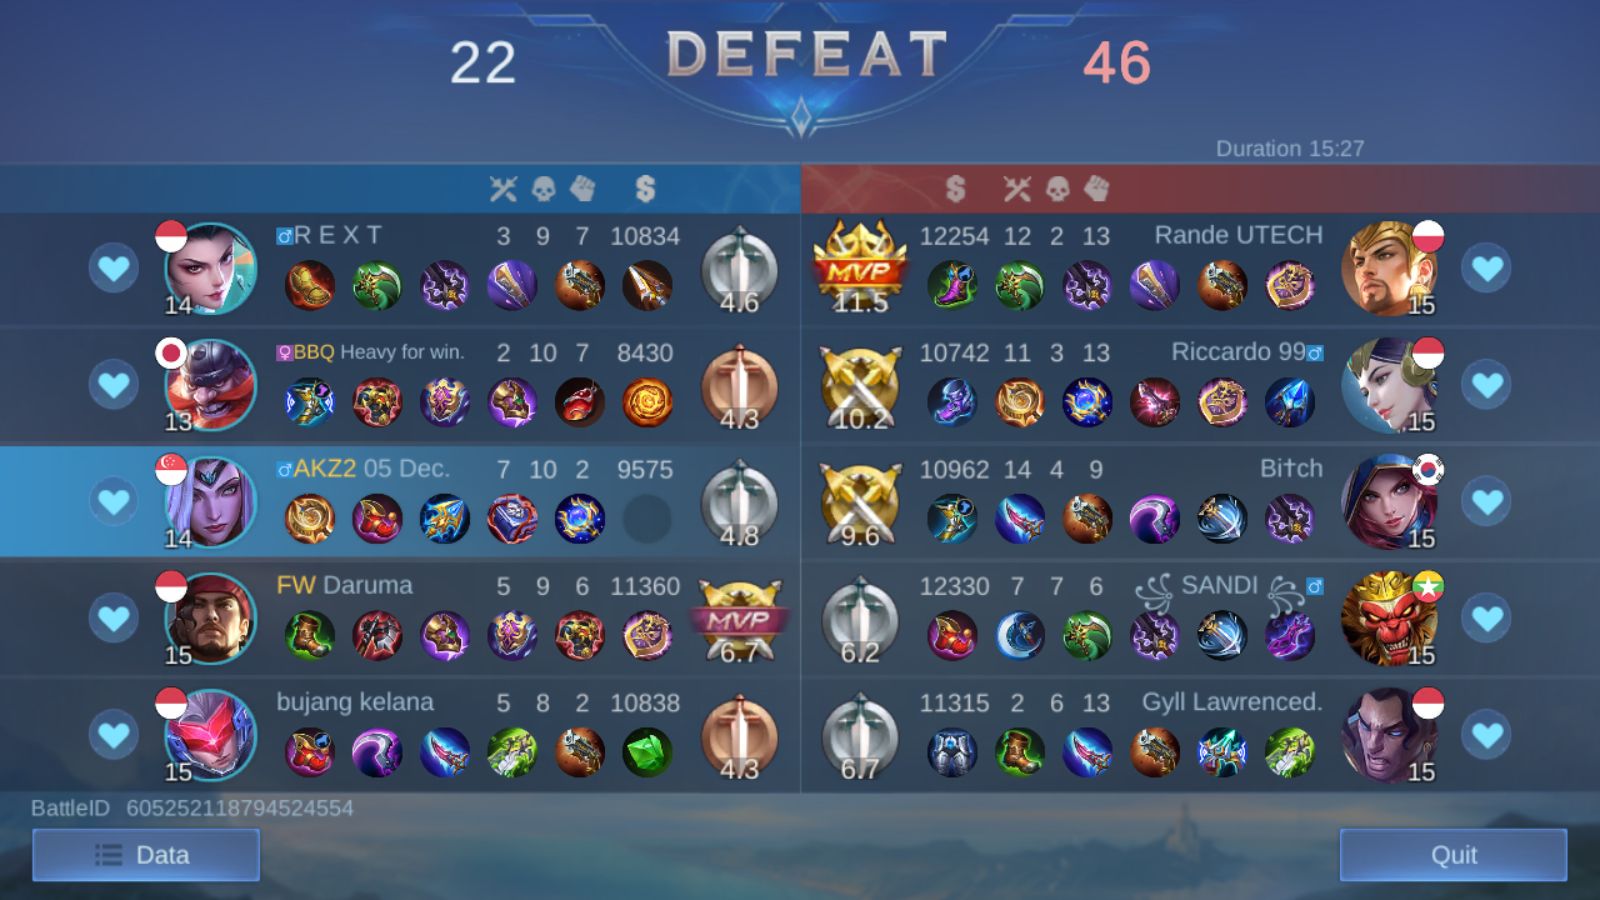 22 DEFEAT 46
Duration 15:27
R E X T 3 9 7 10834 4.6 14
MVP 11.5 12254 12 2 13 Rande UTECH 15
BBQ Heavy for win. 2 10 7 8430 4.3 13
10.2 10742 11 3 13 Riccardo 99 15
AKZ2 05 Dec. 7 10 2 9575 4.8 14
9.6 10962 14 4 9 Bi†ch 15
FW Daruma 5 9 6 11360 MVP 6.7 15
6.2 12330 7 7 6 SANDI 15
bujang kelana 5 8 2 10838 4.3 15
6.7 11315 2 6 13 Gyll Lawrenced. 15
BattleID 605252118794524554
Data
Quit